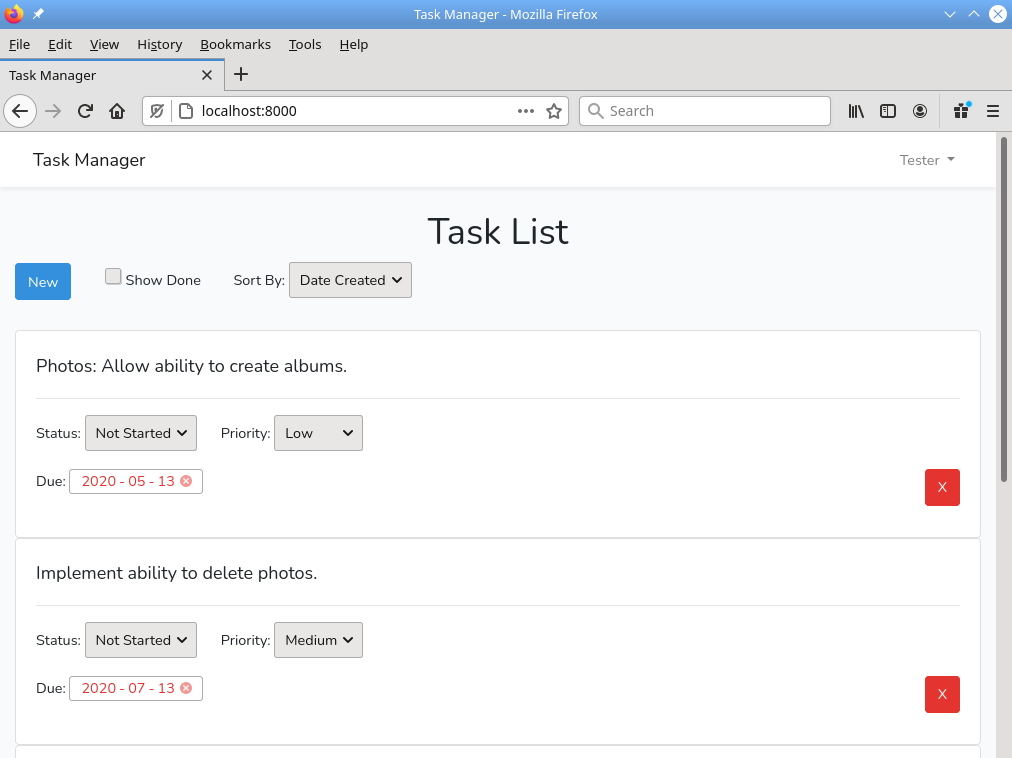 Task Manager - Mozilla Firefox
File Edit View History Bookmarks Tools Help
Task Manager
localhost:8000 Search
Task Manager Tester
Task List
New Show Done Sort By: Date Created
Photos: Allow ability to create albums.
Status: Not Started Priority: Low
Due: 2020 - 05 - 13
X
Implement ability to delete photos.
Status: Not Started Priority: Medium
Due: 2020 - 07 - 13
X